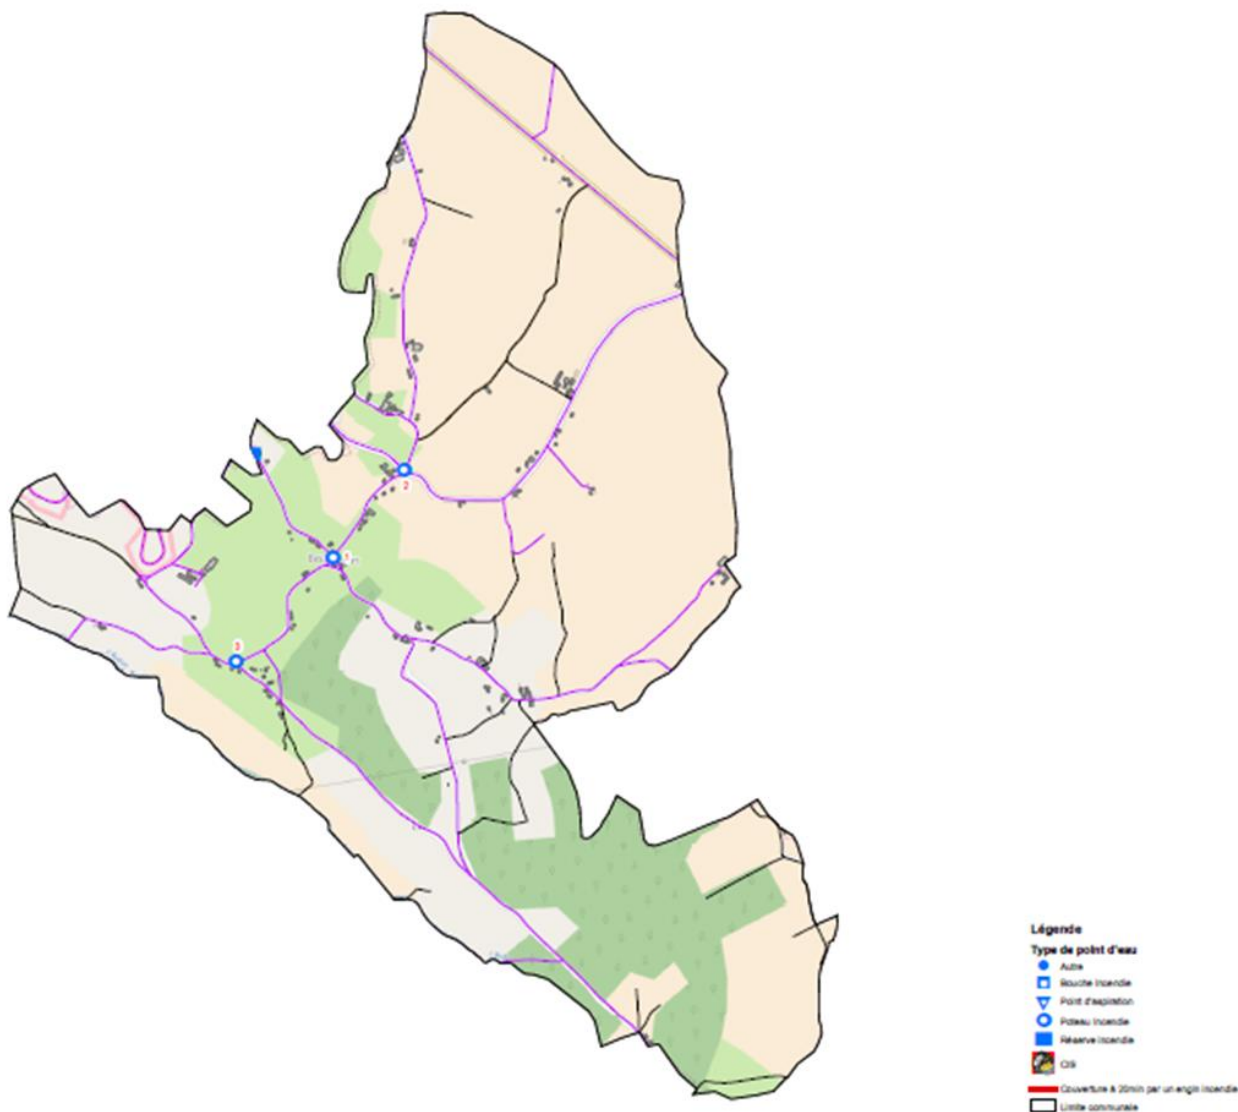 2
1
3
Légende
Type de point d'eau
Autre
Bouche Incendie
Point d'aspiration
Poteau Incendie
Réserve Incendie
CIS
Couverture à 20min par un engin incendie
Limite communale